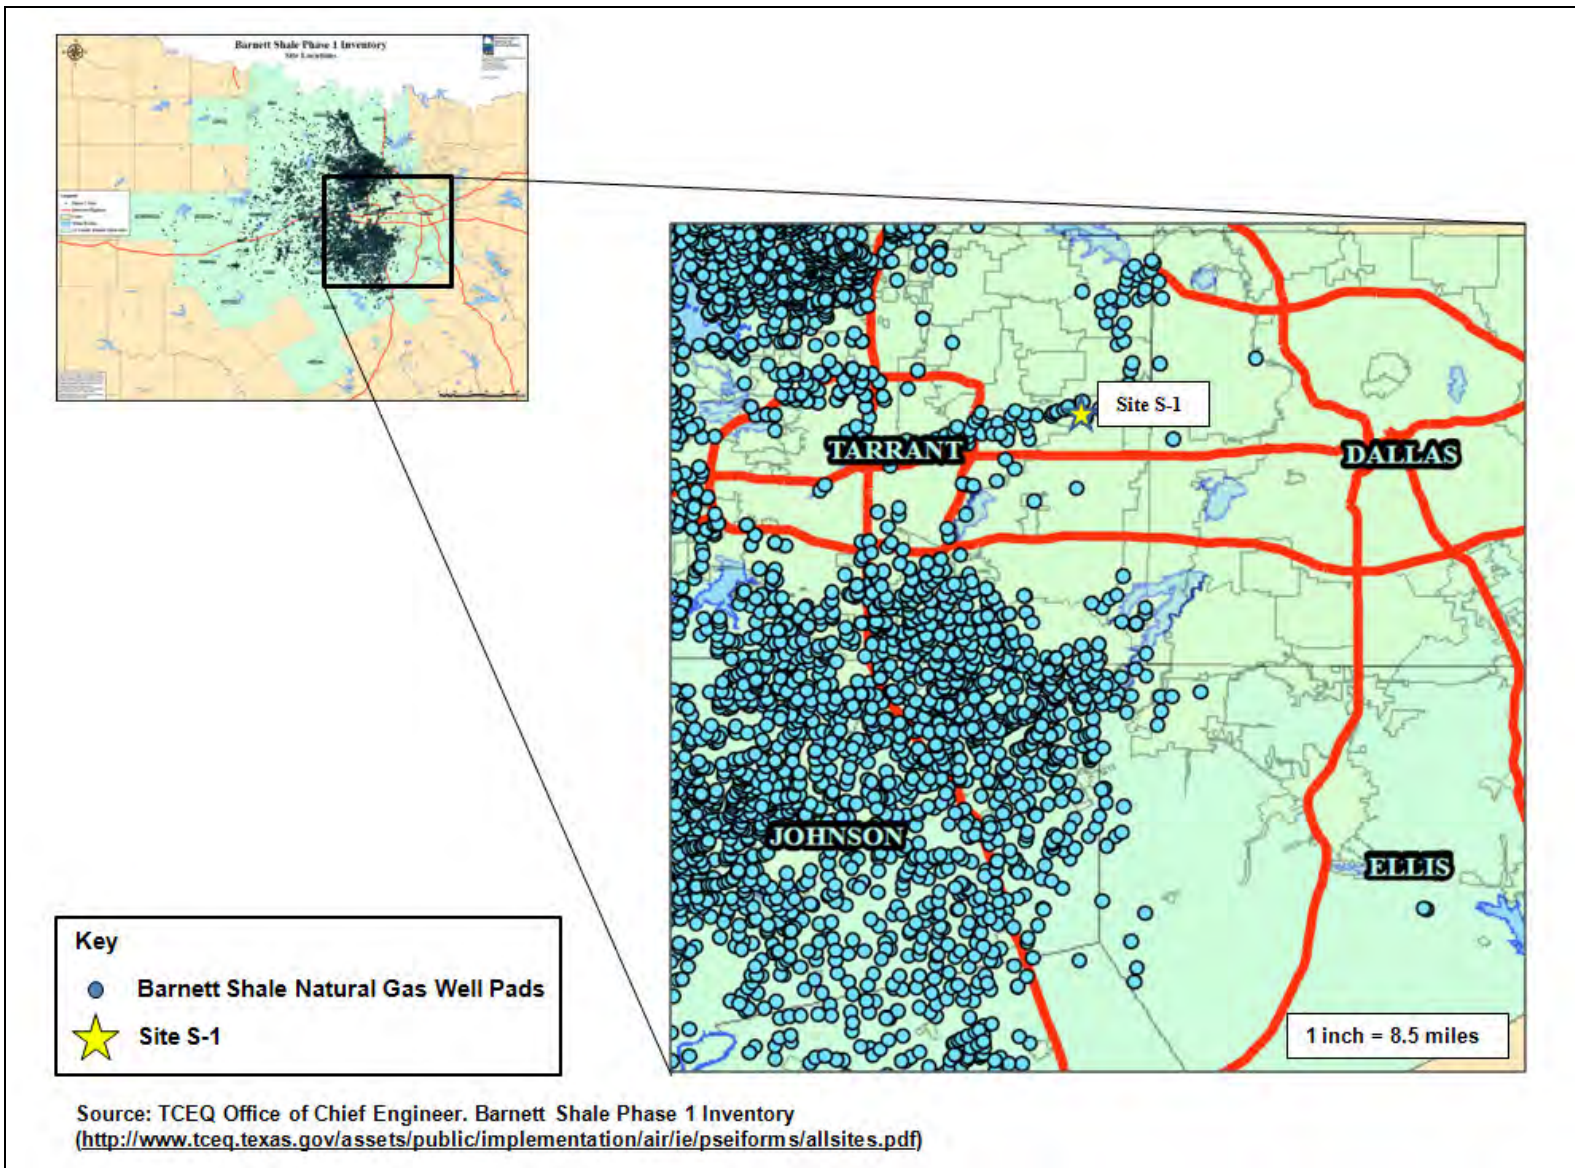 Barnett Shale Phase 1 Inventory
Site Locations
Site S-1
TARRANT
DALLAS
JOHNSON
ELLIS
1 inch = 8.5 miles
Key
Barnett Shale Natural Gas Well Pads
Site S-1
Source: TCEQ Office of Chief Engineer. Barnett Shale Phase 1 Inventory
(http://www.tceq.texas.gov/assets/public/implementation/air/ie/pseiforms/allsites.pdf)